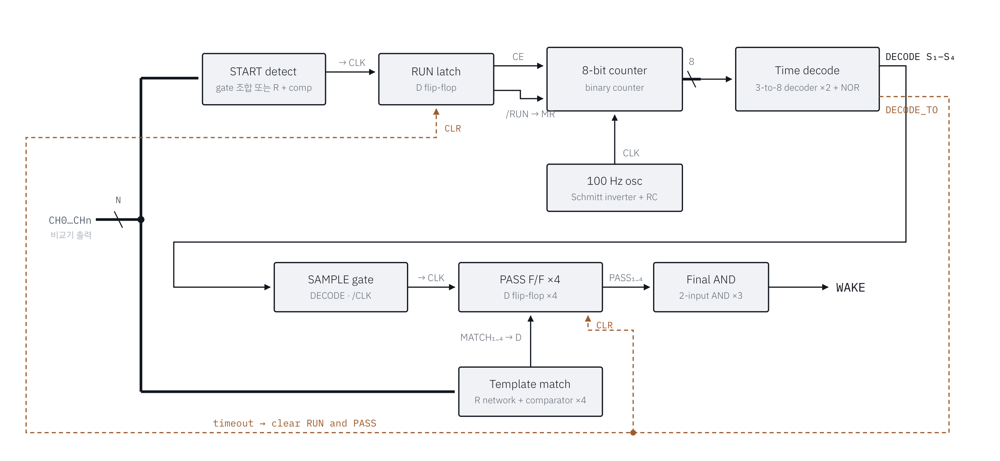 START detect
gate 조합 또는 R + comp
→ CLK
RUN latch
D flip-flop
CE
/RUN → MR
8-bit counter
binary counter
8
Time decode
3-to-8 decoder ×2 + NOR
DECODE S₁–S₄
DECODE_TO
CLR
CLK
100 Hz osc
Schmitt inverter + RC
N
CH0…CHn
비교기 출력
SAMPLE gate
DECODE · /CLK
→ CLK
PASS F/F ×4
D flip-flop ×4
PASS₁₋₄
Final AND
2-input AND ×3
WAKE
CLR
MATCH₁₋₄ → D
Template match
R network + comparator ×4
timeout → clear RUN and PASS